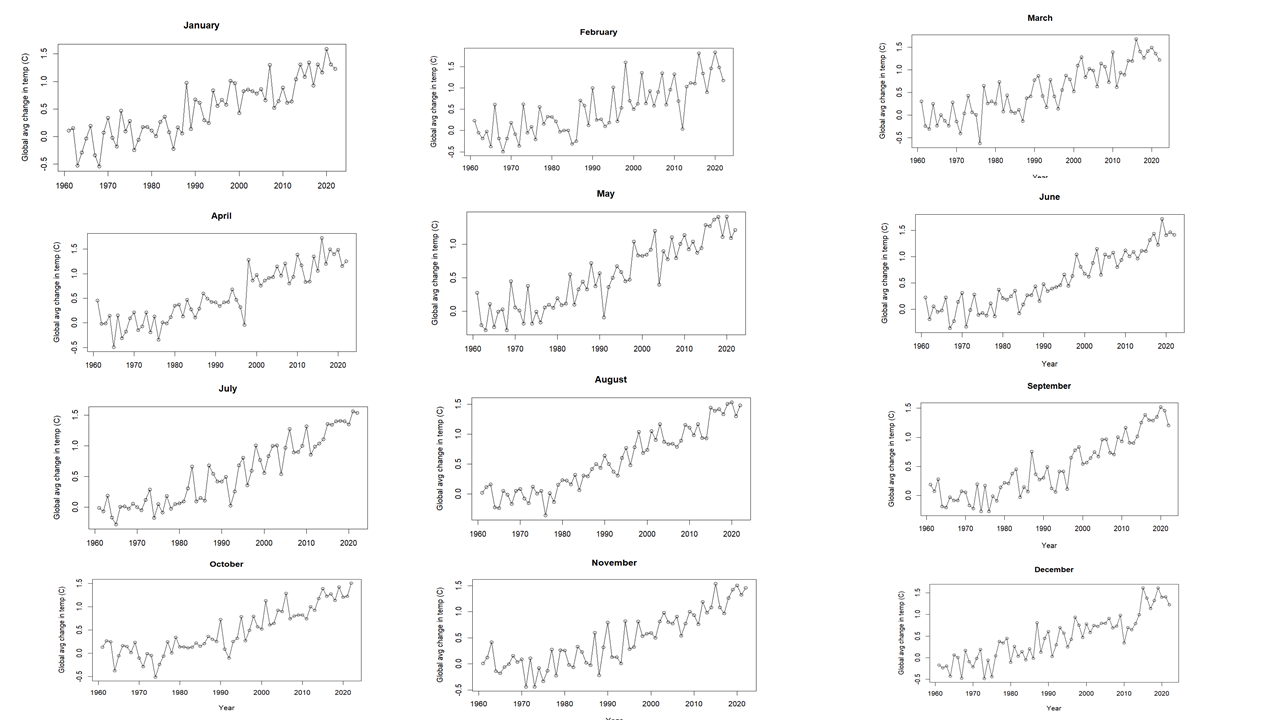 January
Global avg change in temp (C)
-0.5 0.0 0.5 1.0 1.5
1960 1970 1980 1990 2000 2010 2020
February
Global avg change in temp (C)
-0.5 0.0 0.5 1.0 1.5
1960 1970 1980 1990 2000 2010 2020
March
Global avg change in temp (C)
-0.5 0.0 0.5 1.0 1.5
1960 1970 1980 1990 2000 2010 2020
Year
April
Global avg change in temp (C)
-0.5 0.0 0.5 1.0 1.5
1960 1970 1980 1990 2000 2010 2020
May
Global avg change in temp (C)
0.0 0.5 1.0
1960 1970 1980 1990 2000 2010 2020
June
Global avg change in temp (C)
0.0 0.5 1.0 1.5
1960 1970 1980 1990 2000 2010 2020
Year
July
Global avg change in temp (C)
0.0 0.5 1.0 1.5
1960 1970 1980 1990 2000 2010 2020
August
Global avg change in temp (C)
0.0 0.5 1.0 1.5
1960 1970 1980 1990 2000 2010 2020
September
Global avg change in temp (C)
0.0 0.5 1.0 1.5
1960 1970 1980 1990 2000 2010 2020
Year
October
Global avg change in temp (C)
-0.5 0.0 0.5 1.0 1.5
1960 1970 1980 1990 2000 2010 2020
Year
November
Global avg change in temp (C)
-0.5 0.0 0.5 1.0 1.5
1960 1970 1980 1990 2000 2010 2020
Year
December
Global avg change in temp (C)
-0.5 0.0 0.5 1.0 1.5
1960 1970 1980 1990 2000 2010 2020
Year